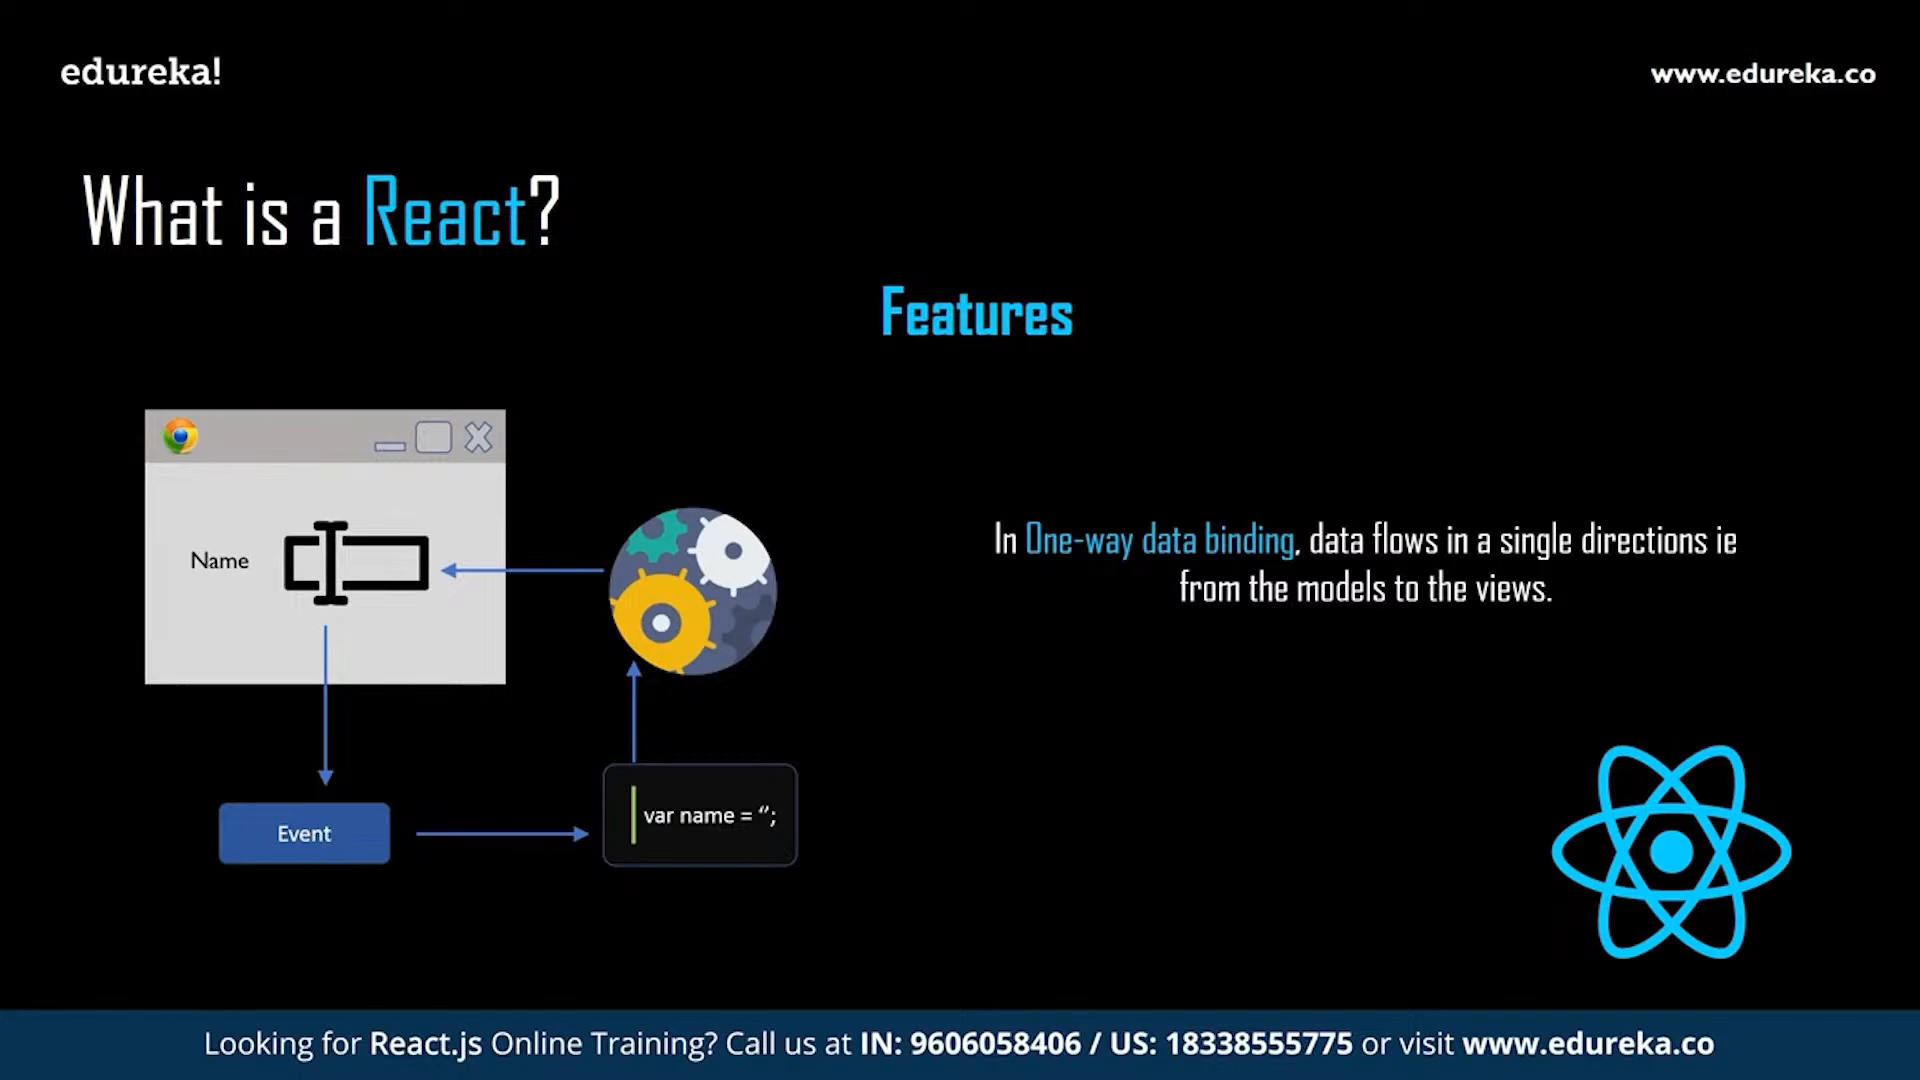 edureka!
www.edureka.co
What is a React?
Features
Name
In One-way data binding, data flows in a single directions ie
from the models to the views.
var name = ‘’;
Event
Looking for React.js Online Training? Call us at IN: 9606058406 / US: 18338555775 or visit www.edureka.co